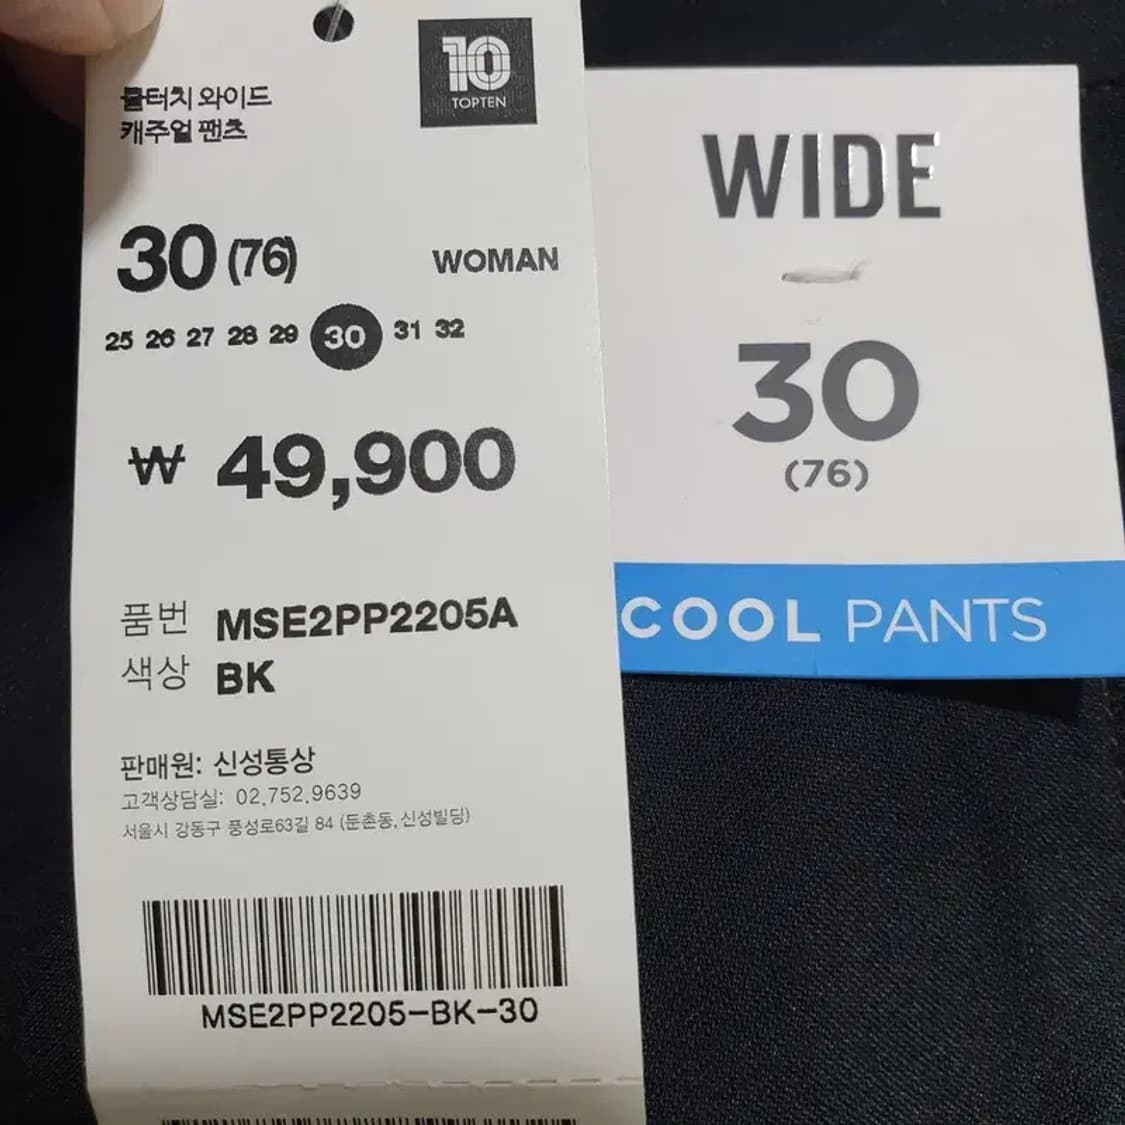 10
TOPTEN
쿨터치 와이드
캐주얼 팬츠
30 (76)
WOMAN
25 26 27 28 29 30 31 32
₩ 49,900
품번 MSE2PP2205A
색상 BK
판매원: 신성통상
고객상담실: 02.752.9639
서울시 강동구 풍성로63길 84 (둔촌동, 신성빌딩)
MSE2PP2205-BK-30
WIDE
30
(76)
COOL PANTS